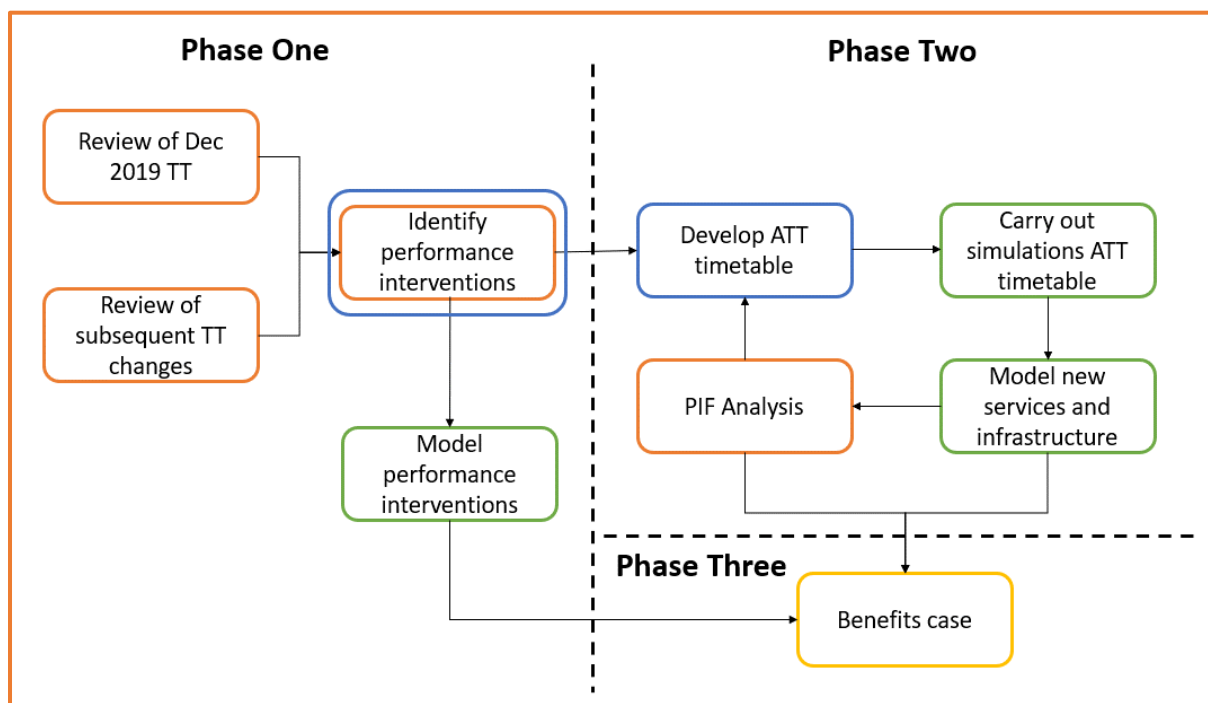 Phase One
Review of Dec
2019 TT
Review of
subsequent TT
changes
Identify
performance
interventions
Model
performance
interventions
Phase Two
Develop ATT
timetable
Carry out
simulations ATT
timetable
PIF Analysis
Model new
services and
infrastructure
Phase Three
Benefits case